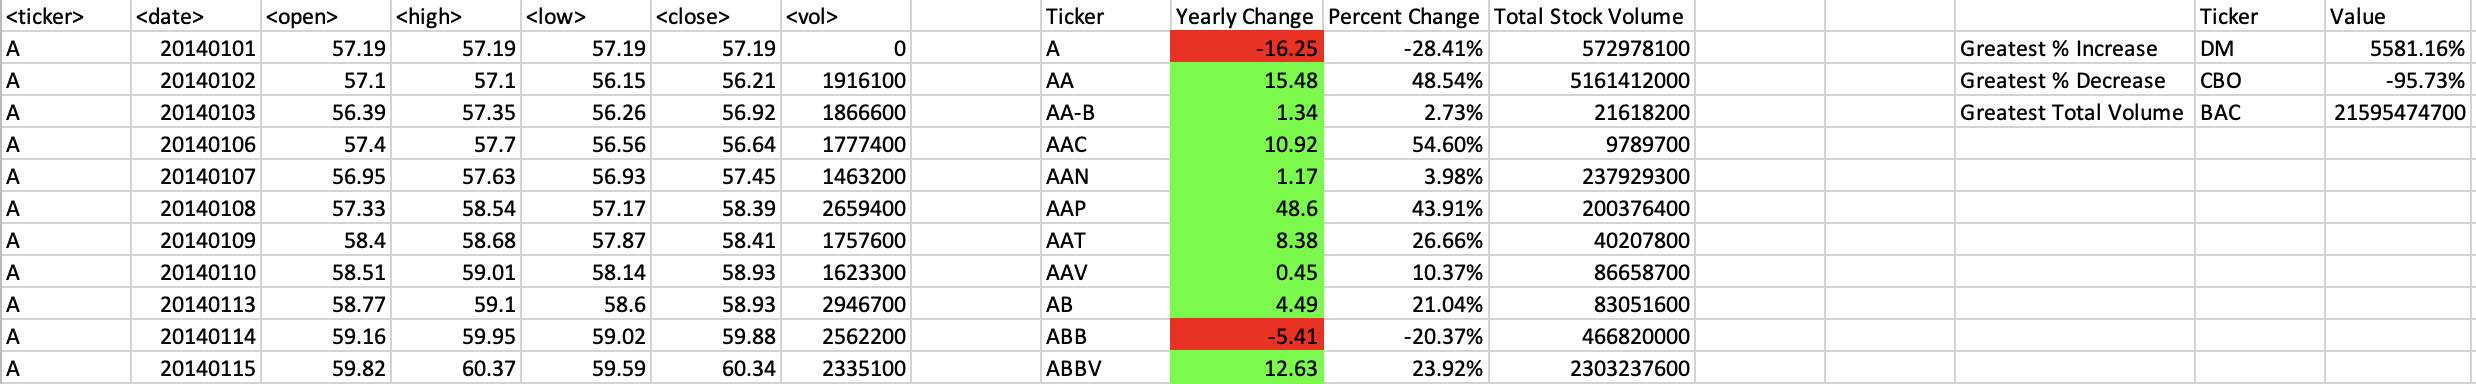 <ticker> <date> <open> <high> <low> <close> <vol> Ticker Yearly Change Percent Change Total Stock Volume Ticker Value
A 20140101 57.19 57.19 57.19 57.19 0 A -16.25 -28.41% 572978100 Greatest % Increase DM 5581.16%
A 20140102 57.1 57.1 56.15 56.21 1916100 AA 15.48 48.54% 5161412000 Greatest % Decrease CBO -95.73%
A 20140103 56.39 57.35 56.26 56.92 1866600 AA-B 1.34 2.73% 21618200 Greatest Total Volume BAC 21595474700
A 20140106 57.4 57.7 56.56 56.64 1777400 AAC 10.92 54.60% 9789700
A 20140107 56.95 57.63 56.93 57.45 1463200 AAN 1.17 3.98% 237929300
A 20140108 57.33 58.54 57.17 58.39 2659400 AAP 48.6 43.91% 200376400
A 20140109 58.4 58.68 57.87 58.41 1757600 AAT 8.38 26.66% 40207800
A 20140110 58.51 59.01 58.14 58.93 1623300 AAV 0.45 10.37% 86658700
A 20140113 58.77 59.1 58.6 58.93 2946700 AB 4.49 21.04% 83051600
A 20140114 59.16 59.95 59.02 59.88 2562200 ABB -5.41 -20.37% 466820000
A 20140115 59.82 60.37 59.59 60.34 2335100 ABBV 12.63 23.92% 2303237600